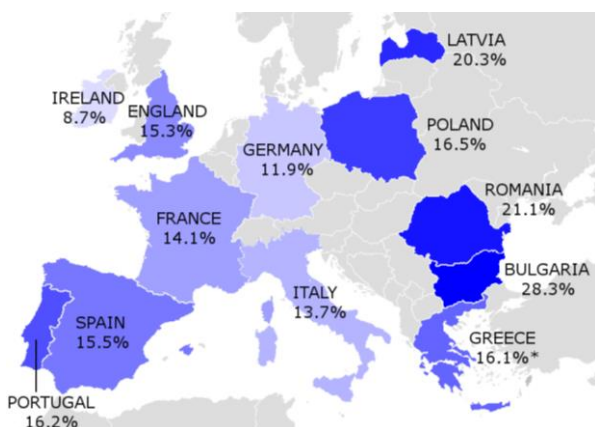 LATVIA
20.3%
IRELAND
8.7%
ENGLAND
15.3%
POLAND
16.5%
GERMANY
11.9%
ROMANIA
21.1%
FRANCE
14.1%
BULGARIA
28.3%
ITALY
13.7%
SPAIN
15.5%
GREECE
16.1%*
PORTUGAL
16.2%